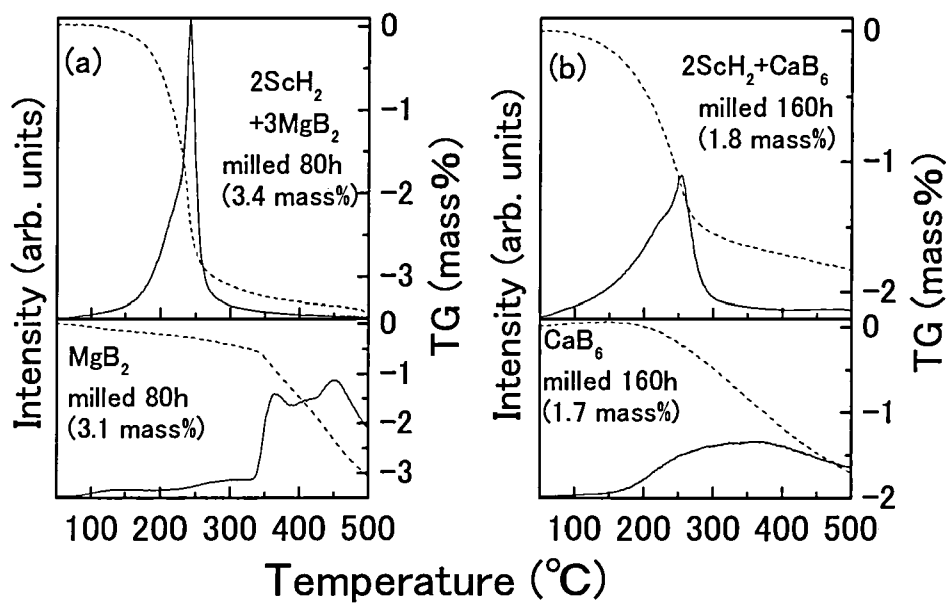 (a)
2ScH₂
+3MgB₂
milled 80h
(3.4 mass%)
0
-1
-2
-3
MgB₂
milled 80h
(3.1 mass%)
0
-1
-2
-3
100 200 300 400 500
Intensity (arb. units)
TG (mass%)
(b)
2ScH₂+CaB₆
milled 160h
(1.8 mass%)
0
-1
-2
CaB₆
milled 160h
(1.7 mass%)
0
-1
-2
100 200 300 400 500
Intensity (arb. units)
TG (mass%)
Temperature (℃)